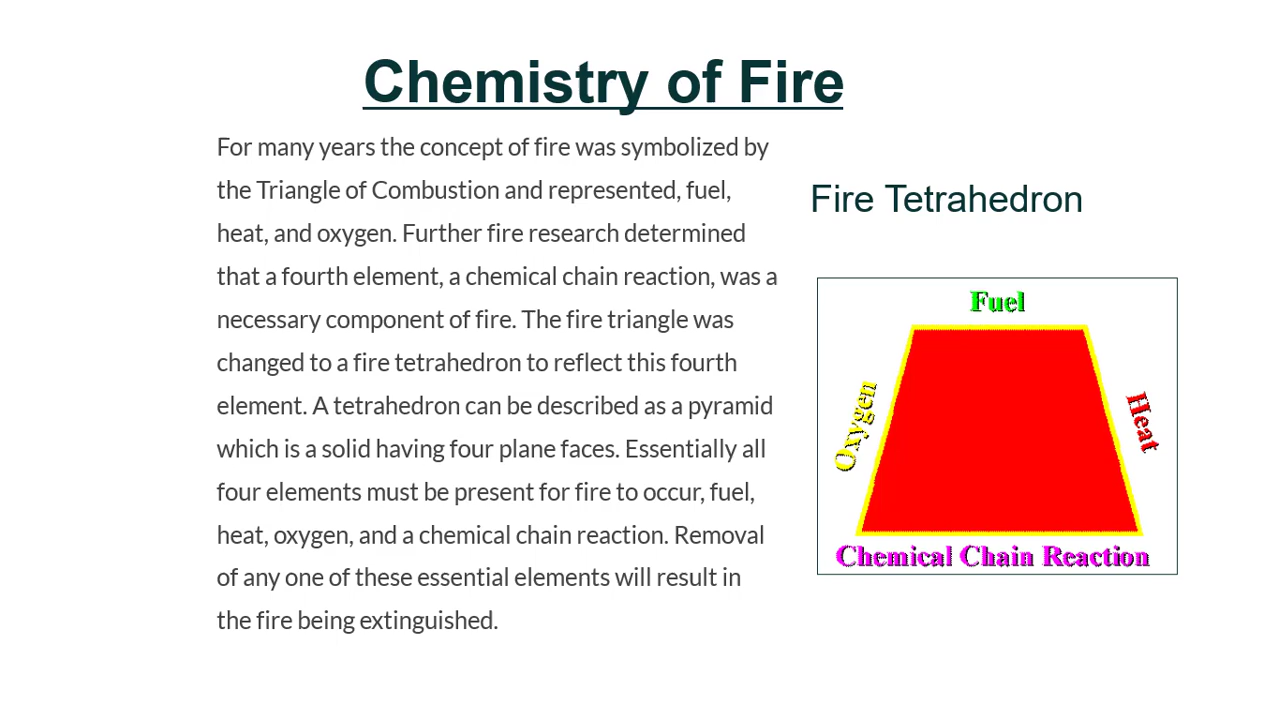 Chemistry of Fire
For many years the concept of fire was symbolized by
the Triangle of Combustion and represented, fuel,
heat, and oxygen. Further fire research determined
that a fourth element, a chemical chain reaction, was a
necessary component of fire. The fire triangle was
changed to a fire tetrahedron to reflect this fourth
element. A tetrahedron can be described as a pyramid
which is a solid having four plane faces. Essentially all
four elements must be present for fire to occur, fuel,
heat, oxygen, and a chemical chain reaction. Removal
of any one of these essential elements will result in
the fire being extinguished.
Fire Tetrahedron
Fuel
Oxygen
Heat
Chemical Chain Reaction